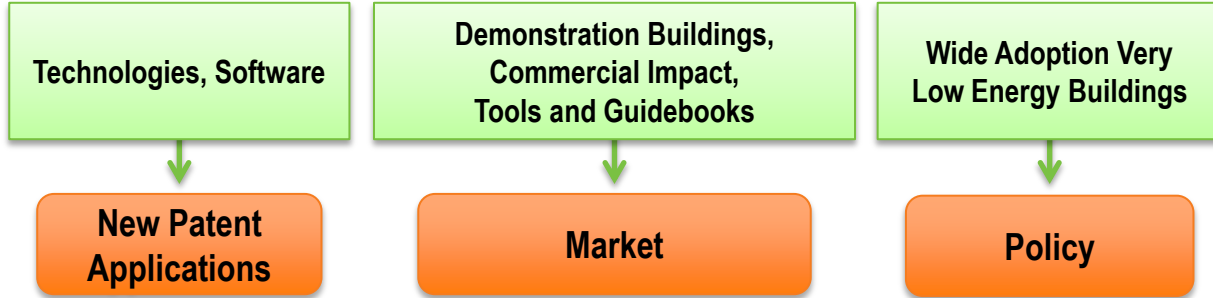 Technologies, Software
Demonstration Buildings,
Commercial Impact,
Tools and Guidebooks
Wide Adoption Very
Low Energy Buildings
New Patent
Applications
Market
Policy